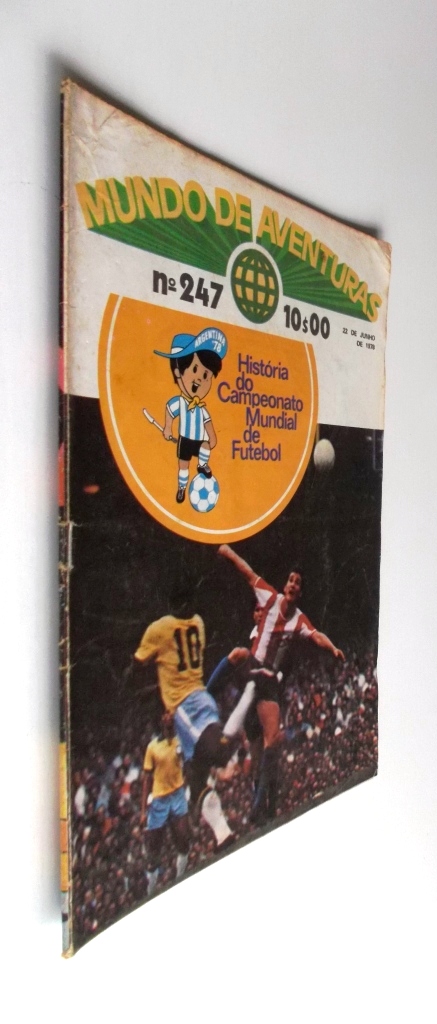 MUNDO DE AVENTURAS
nº 247
10$00
22 DE JUNHO
DE 1978
ARGENTINA
'78
História
do
Campeonato
Mundial
de
Futebol
10